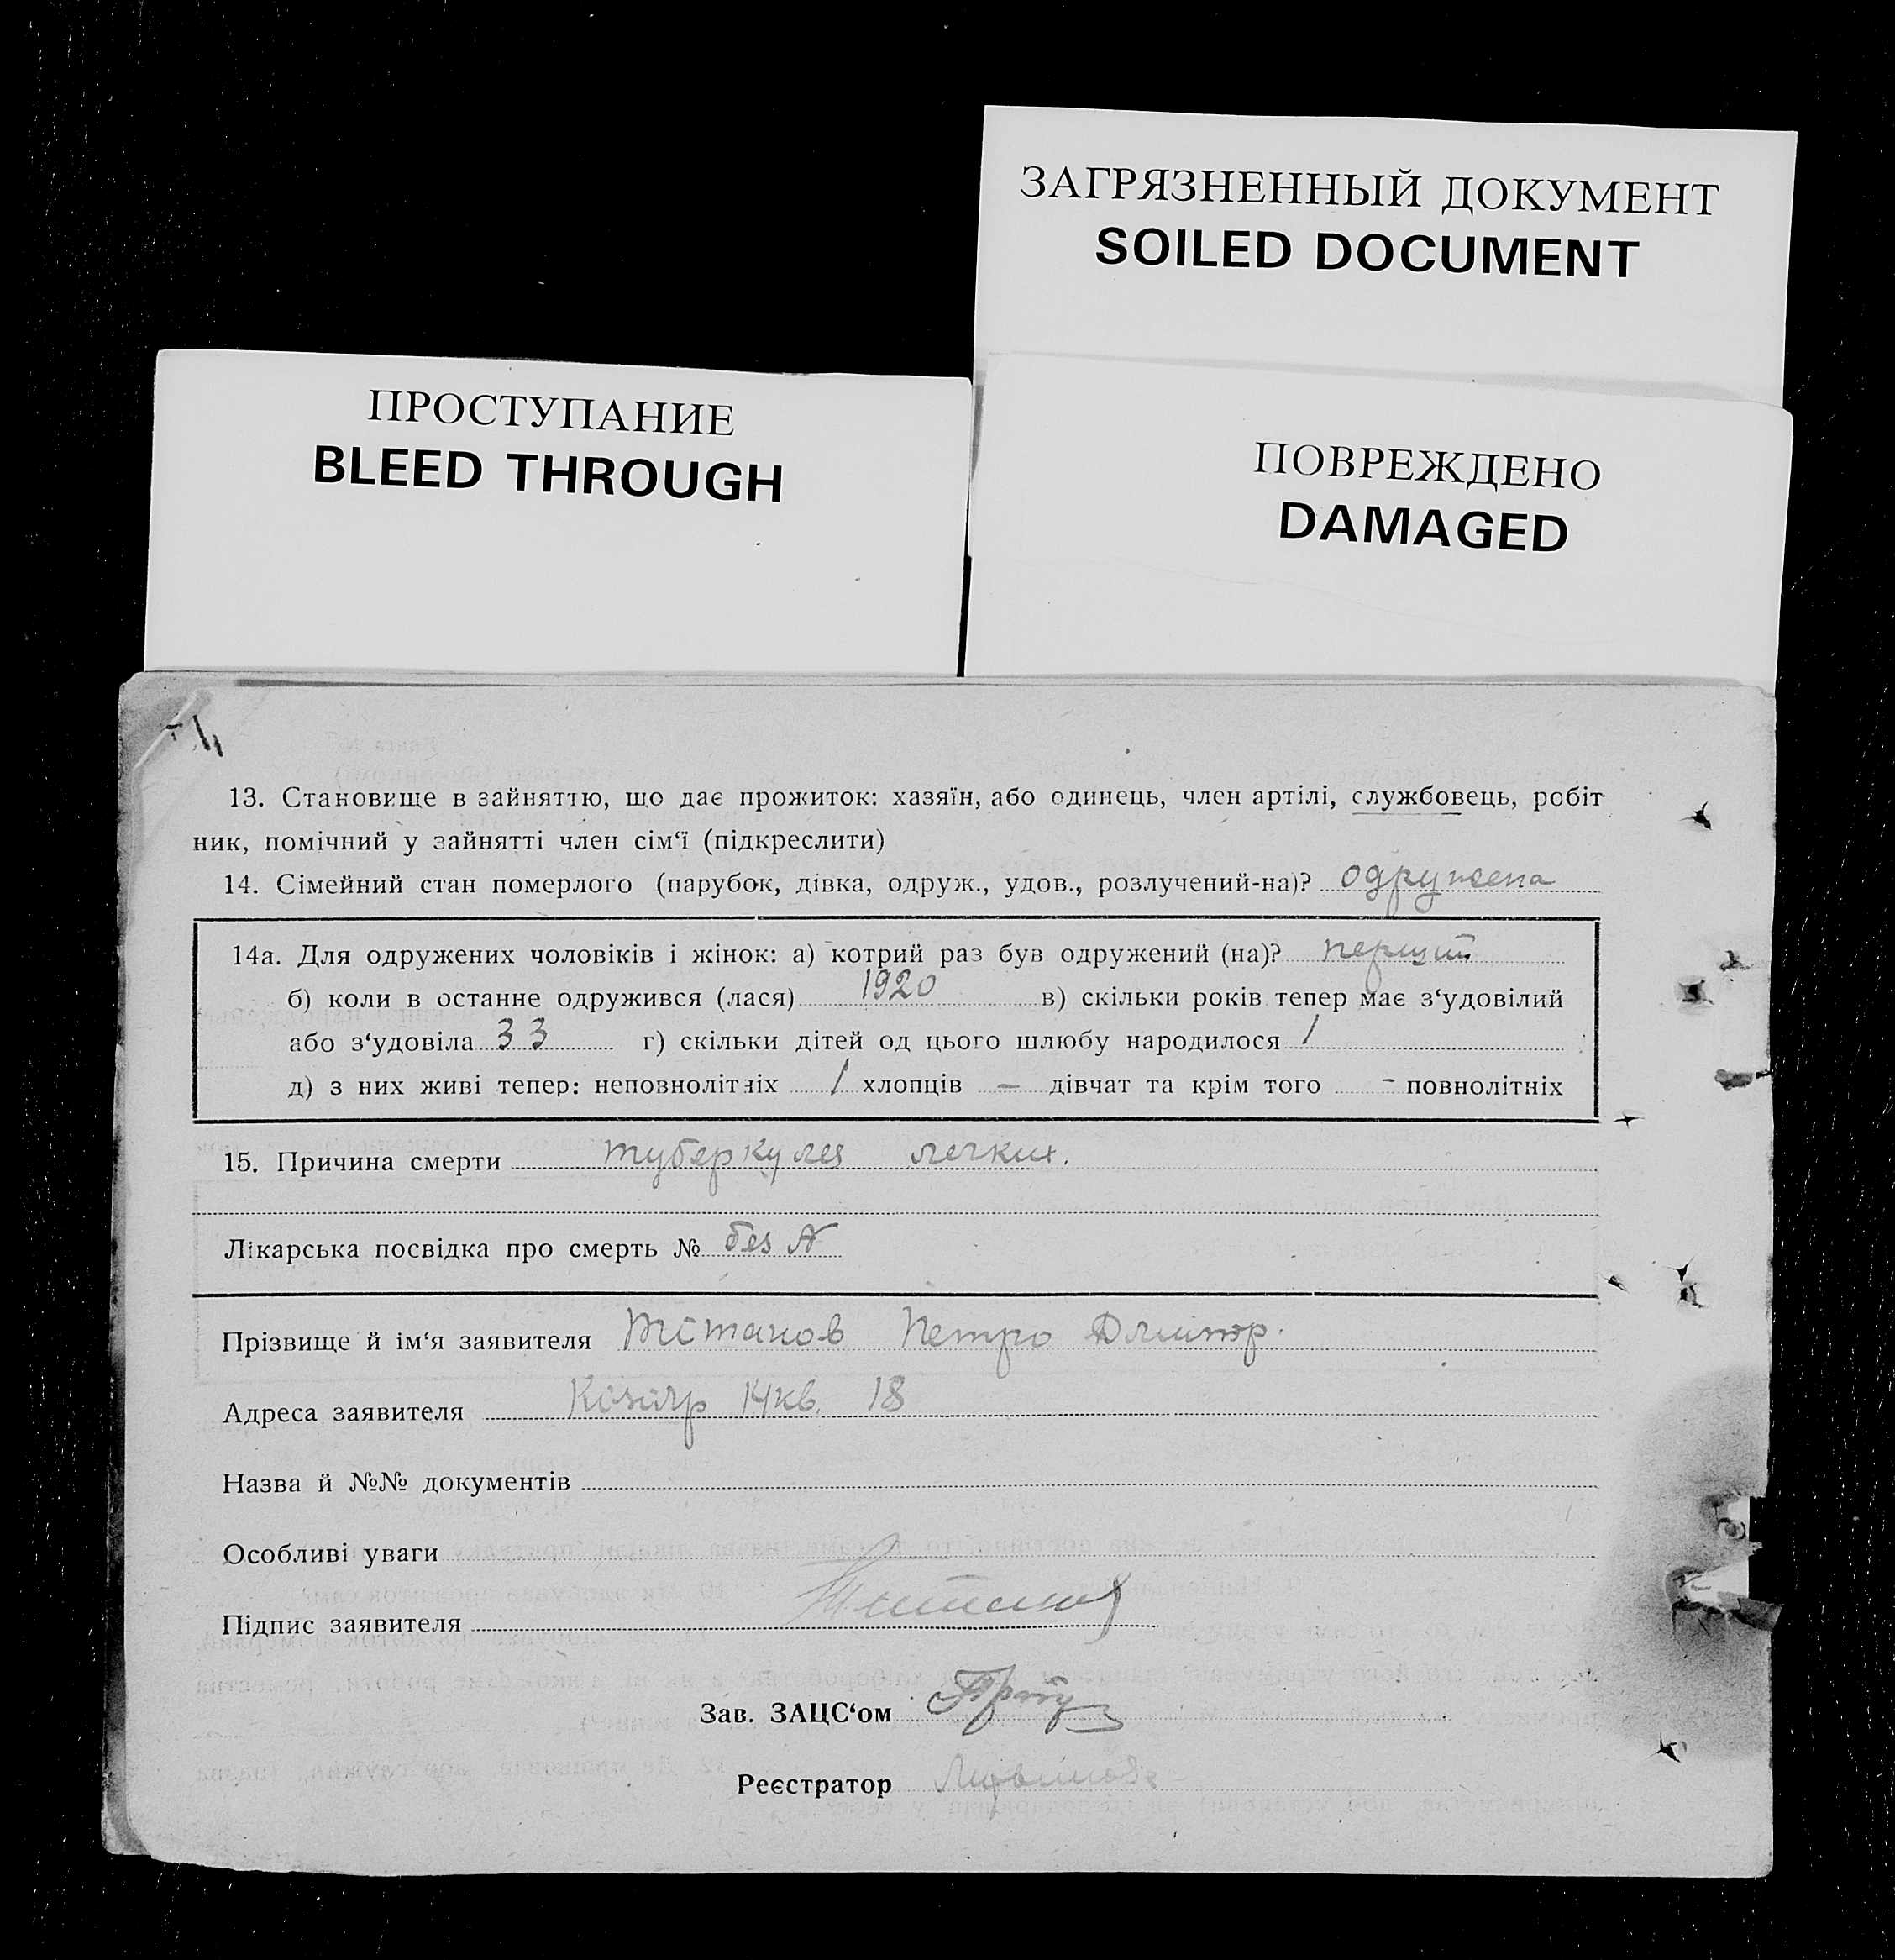 ЗАГРЯЗНЕННЫЙ ДОКУМЕНТ
SOILED DOCUMENT
ПРОСТУПАНИЕ
BLEED THROUGH
ПОВРЕЖДЕНО
DAMAGED
13. Становище в зайняттю, що дає прожиток: хазяїн, або одинець, член артілі, службовець, робіт
ник, помічний у зайнятті член сім‘ї (підкреслити)
14. Сімейний стан померлого (парубок, дівка, одруж., удов., розлучений-на)? одружена
14а. Для одружених чоловіків і жінок: а) котрий раз був одружений (на)? перший
б) коли в останне одружився (лася) 1920 в) скільки років тепер має з‘удовілий
або з‘удовіла 33 г) скільки дітей од цього шлюбу народилося 1
д) з них живі тепер: неповнолітніх 1 хлопців — дівчат та крім того - повнолітніх
15. Причина смерти туберкулез легких.
Лікарська посвідка про смерть № без №
Прізвище й ім‘я заявителя Петро Дмитр.
Адреса заявителя 14 кв. 18
Назва й №№ документів
Особливі уваги
Підпис заявителя
Зав. ЗАЦС‘ом
Реєстратор